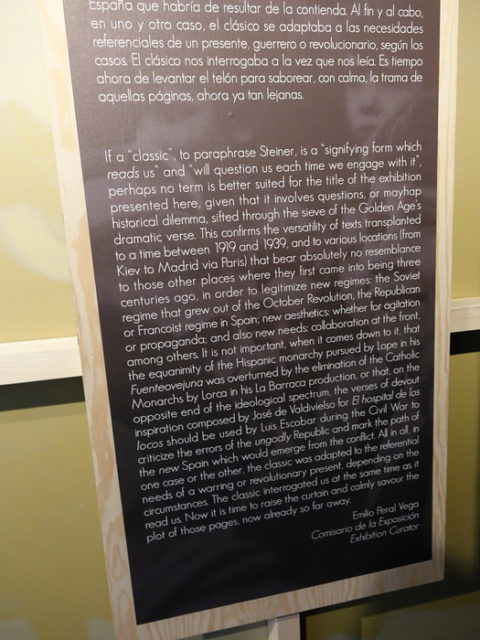 España que habría de resultar de la contienda. Al fin y al cabo,
en uno y otro caso, el clásico se adaptaba a las necesidades
referenciales de un presente, guerrero o revolucionario, según los
casos. El clásico nos interrogaba a la vez que nos leía. Es tiempo
ahora de levantar el telón para saborear, con calma, la trama de
aquellas páginas, ahora ya tan lejanas.
If a "classic", to paraphrase Steiner, is a "signifying form which
reads us" and "will question us each time we engage with it",
perhaps no term is better suited for the title of the exhibition
presented here, given that it involves questions, or mayhap
historical dilemma, sifted through the sieve of the Golden Age's
dramatic verse. This confirms the versatility of texts transplanted
to a time between 1919 and 1939, and to various locations (from
Kiev to Madrid via Paris) that bear absolutely no resemblance
to those other places where they first came into being three
centuries ago, in order to legitimize new regimes: the Soviet
regime that grew out of the October Revolution, the Republican
or Francoist regime in Spain; new aesthetics: whether for agitation
or propaganda; and also new needs: collaboration at the front,
among others. It is not important, when it comes down to it, that
the equanimity of the Hispanic monarchy pursued by Lope in his
Fuenteovejuna was overturned by the elimination of the Catholic
Monarchs by Lorca in his La Barraca production, or that, on the
opposite end of the ideological spectrum, the verses of devout
inspiration composed by José de Valdivielso for El hospital de los
locos should be used by Luis Escobar during the Civil War to
criticize the errors of the ungodly Republic and mark the path of
the new Spain which would emerge from the conflict. All in all, in
one case or the other, the classic was adapted to the referential
needs of a warring or revolutionary present, depending on the
circumstances. The classic interrogated us at the same time as it
read us. Now it is time to raise the curtain and calmly savour the
plot of those pages, now already so far away.
Emilio Peral Vega
Comisario de la Exposición
Exhibition Curator